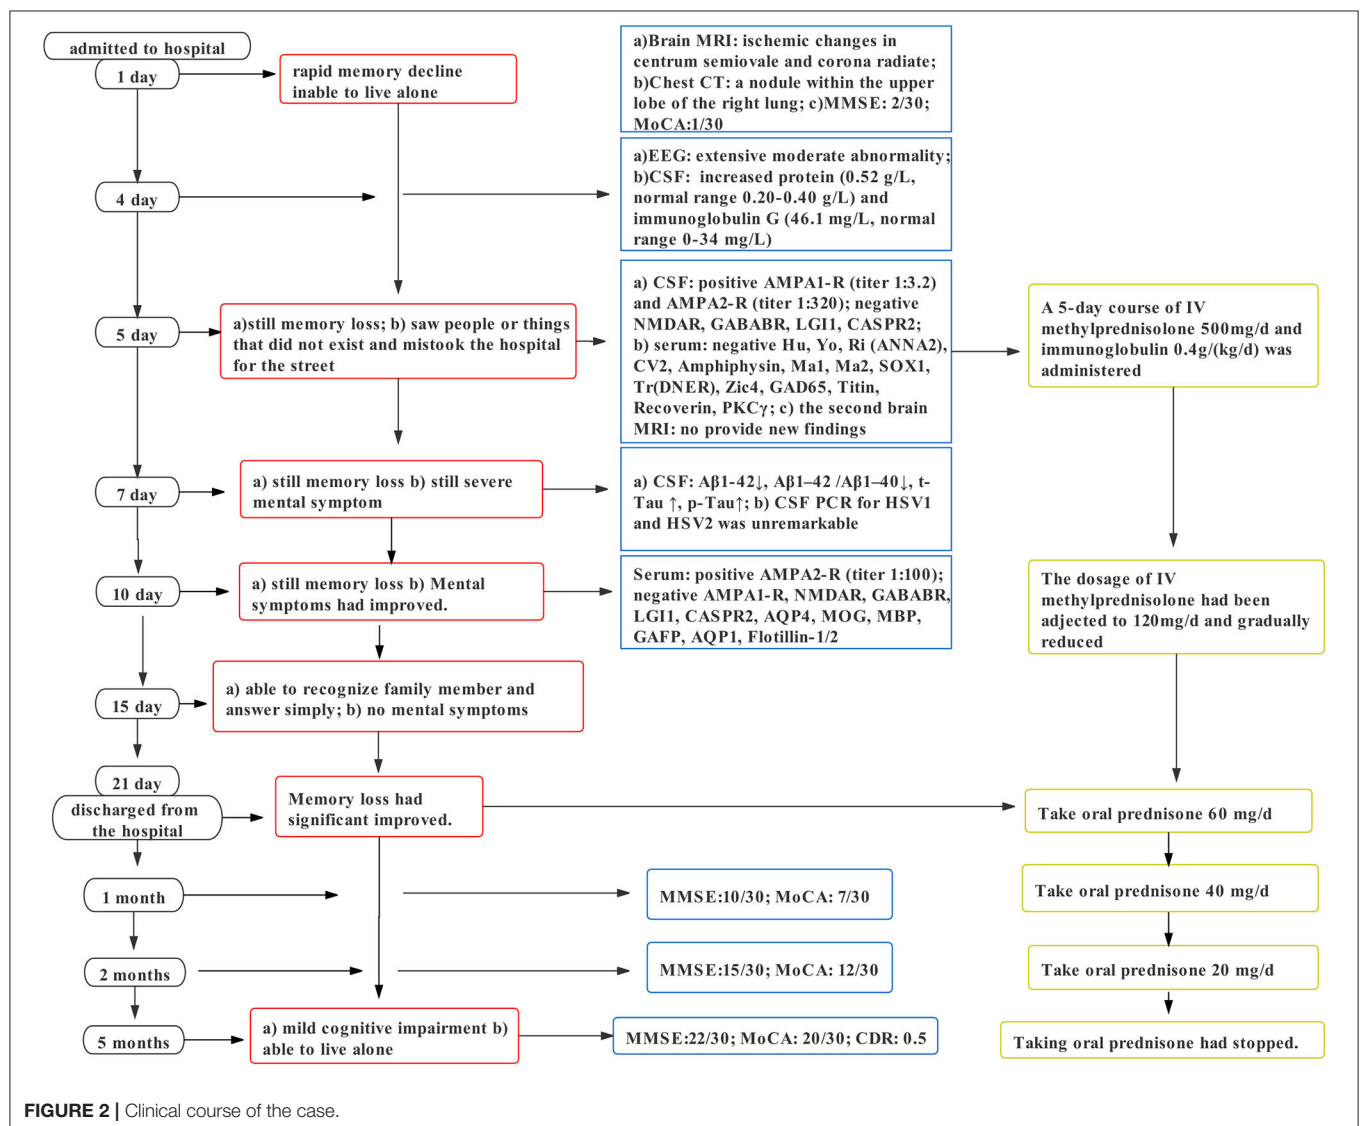 admitted to hospital
1 day
rapid memory decline
inable to live alone
a)Brain MRI: ischemic changes in
centrum semiovale and corona radiate;
b)Chest CT: a nodule within the upper
lobe of the right lung; c)MMSE: 2/30;
MoCA:1/30
4 day
a)EEG: extensive moderate abnormality;
b)CSF: increased protein (0.52 g/L,
normal range 0.20-0.40 g/L) and
immunoglobulin G (46.1 mg/L, normal
range 0-34 mg/L)
5 day
a)still memory loss; b) saw people or things
that did not exist and mistook the hospital
for the street
a) CSF: positive AMPA1-R (titer 1:3.2)
and AMPA2-R (titer 1:320); negative
NMDAR, GABABR, LGI1, CASPR2;
b) serum: negative Hu, Yo, Ri (ANNA2),
CV2, Amphiphysin, Ma1, Ma2, SOX1,
Tr(DNER), Zic4, GAD65, Titin,
Recoverin, PKCγ; c) the second brain
MRI: no provide new findings
A 5-day course of IV
methylprednisolone 500mg/d and
immunoglobulin 0.4g/(kg/d) was
administered
7 day
a) still memory loss b) still severe
mental symptom
a) CSF: Aβ1-42↓, Aβ1–42 /Aβ1–40↓, t-
Tau ↑, p-Tau↑; b) CSF PCR for HSV1
and HSV2 was unremarkable
10 day
a) still memory loss b) Mental
symptoms had improved.
Serum: positive AMPA2-R (titer 1:100);
negative AMPA1-R, NMDAR, GABABR,
LGI1, CASPR2, AQP4, MOG, MBP,
GAFP, AQP1, Flotillin-1/2
The dosage of IV
methylprednisolone had been
adjected to 120mg/d and gradually
reduced
15 day
a) able to recognize family member and
answer simply; b) no mental symptoms
21 day
discharged from
the hospital
Memory loss had
significant improved.
Take oral prednisone 60 mg/d
1 month
MMSE:10/30; MoCA: 7/30
Take oral prednisone 40 mg/d
2 months
MMSE:15/30; MoCA: 12/30
Take oral prednisone 20 mg/d
5 months
a) mild cognitive impairment b)
able to live alone
MMSE:22/30; MoCA: 20/30; CDR: 0.5
Taking oral prednisone had stopped.
FIGURE 2 | Clinical course of the case.